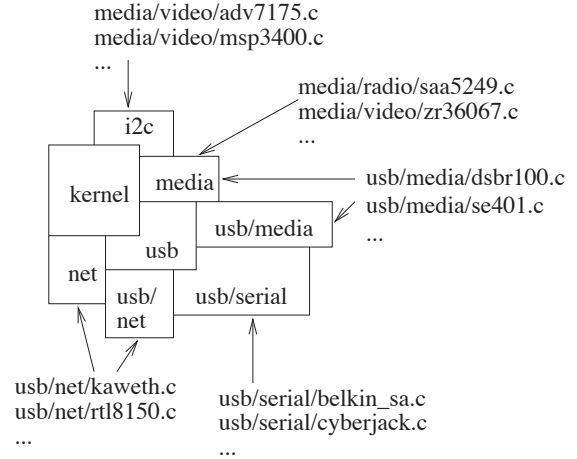 media/video/adv7175.c
media/video/msp3400.c
...
media/radio/saa5249.c
media/video/zr36067.c
...
i2c
kernel
media
usb/media/dsbr100.c
usb/media/se401.c
...
usb/media
usb
net
usb/
net
usb/serial
usb/net/kaweth.c
usb/net/rtl8150.c
...
usb/serial/belkin_sa.c
usb/serial/cyberjack.c
...